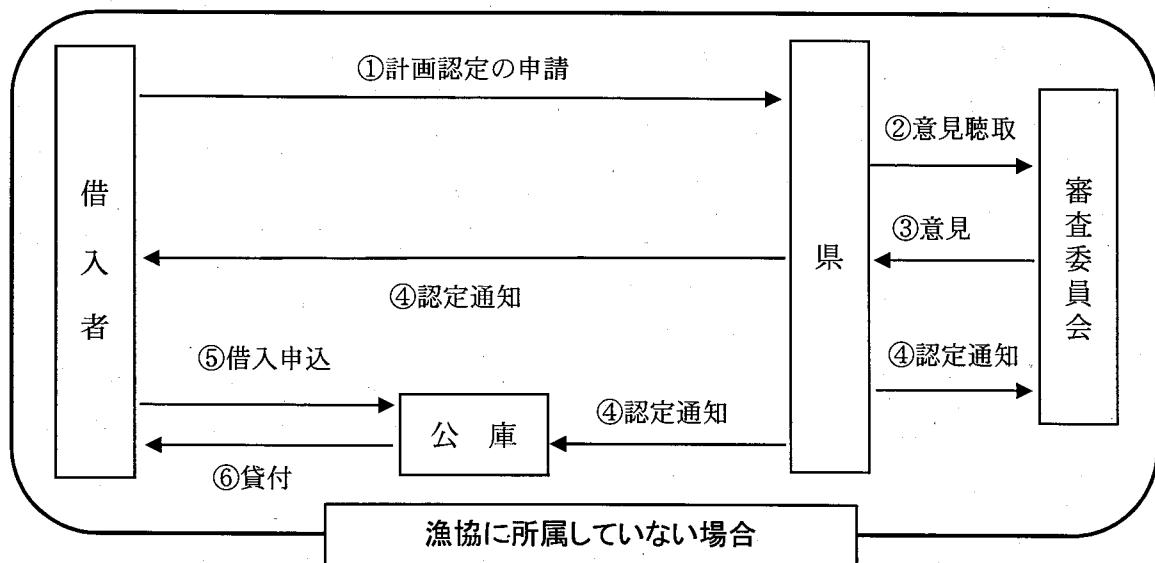 ①計画認定の申請
②意見聴取
借入者
県
審査委員会
③意見
④認定通知
⑤借入申込
④認定通知
④認定通知
公庫
⑥貸付
漁協に所属していない場合